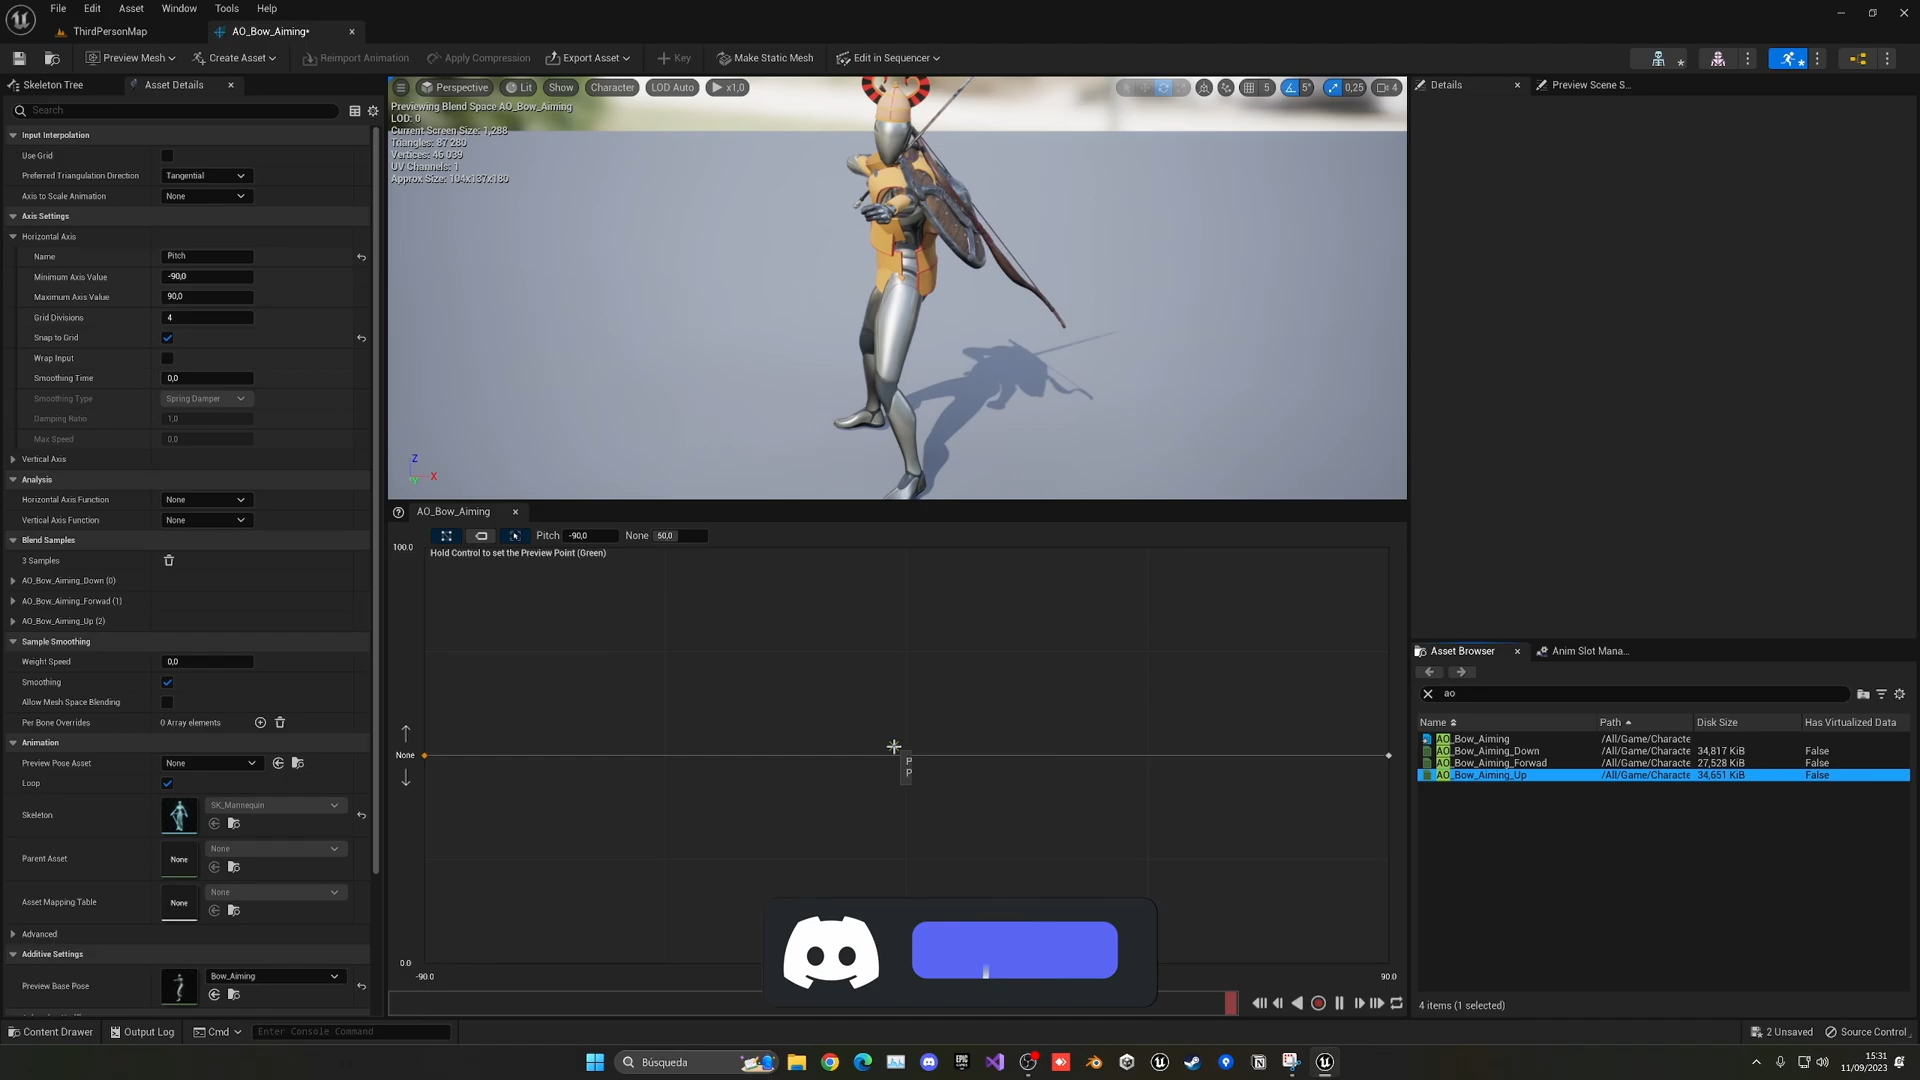 File Edit Asset Window Tools Help
ThirdPersonMap
AO_Bow_Aiming*
Preview Mesh
Create Asset
Reimport Animation
Apply Compression
Export Asset
Key
Make Static Mesh
Edit in Sequencer
Skeleton Tree
Asset Details
Search
Input Interpolation
Use Grid
Preferred Triangulation Direction Tangential
Axis to Scale Animation None
Axis Settings
Horizontal Axis
Name Pitch
Minimum Axis Value -90,0
Maximum Axis Value 90,0
Grid Divisions 4
Snap to Grid
Wrap Input
Smoothing Time 0,0
Smoothing Type Spring Damper
Damping Ratio 1,0
Max Speed 0,0
Vertical Axis
Analysis
Horizontal Axis Function None
Vertical Axis Function None
Blend Samples
3 Samples
AO_Bow_Aiming_Down (0)
AO_Bow_Aiming_Forwad (1)
AO_Bow_Aiming_Up (2)
Sample Smoothing
Weight Speed 0,0
Smoothing
Allow Mesh Space Blending
Per Bone Overrides 0 Array elements
Animation
Preview Pose Asset None
Loop
Skeleton SK_Mannequin
Parent Asset None None
Asset Mapping Table None None
Advanced
Additive Settings
Preview Base Pose Bow_Aiming
Perspective Lit Show Character LOD Auto x1,0
5 5° 0,25 4
Previewing Blend Space AO_Bow_Aiming
LOD: 0
Current Screen Size: 1,288
Triangles: 87 280
Vertices: 46 039
UV Channels: 1
Approx Size: 104x137x180
Z
X
Y
AO_Bow_Aiming
Pitch -90,0 None 50,0
100.0
Hold Control to set the Preview Point (Green)
None
P
P
0.0
-90.0 90.0
Details
Preview Scene S...
Asset Browser
Anim Slot Mana...
ao
Name Path Disk Size Has Virtualized Data
AO_Bow_Aiming /All/Game/Characte
AO_Bow_Aiming_Down /All/Game/Characte 34,817 KiB False
AO_Bow_Aiming_Forwad /All/Game/Characte 27,528 KiB False
AO_Bow_Aiming_Up /All/Game/Characte 34,651 KiB False
4 items (1 selected)
Content Drawer Output Log Cmd Enter Console Command
2 Unsaved Source Control
Búsqueda
EPIC GAMES
15:31
11/09/2023